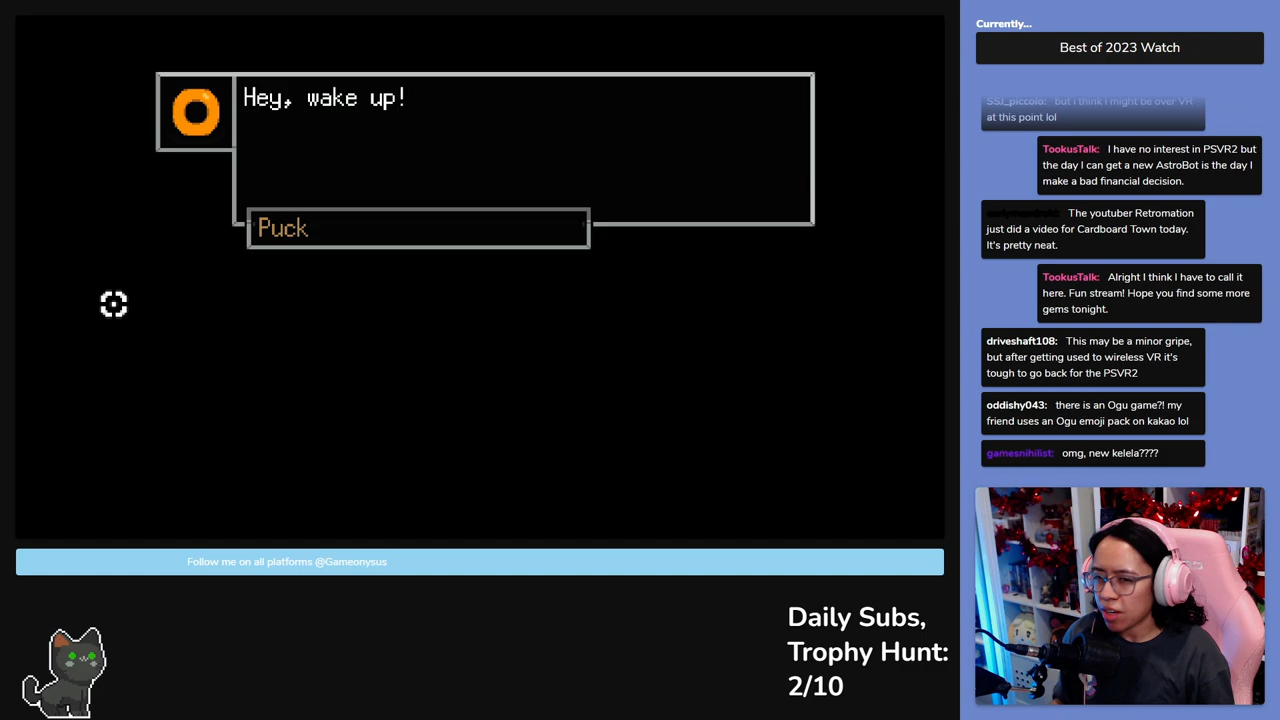 Hey, wake up!
Puck
Follow me on all platforms @Gameonysus
Daily Subs,
Trophy Hunt:
2/10
Currently...
Best of 2023 Watch
SSJ_piccolo: but i think i might be over VR
at this point lol
TookusTalk: I have no interest in PSVR2 but
the day I can get a new AstroBot is the day I
make a bad financial decision.
The youtuber Retromation
just did a video for Cardboard Town today.
It's pretty neat.
TookusTalk: Alright I think I have to call it
here. Fun stream! Hope you find some more
gems tonight.
driveshaft108: This may be a minor gripe,
but after getting used to wireless VR it's
tough to go back for the PSVR2
oddishy043: there is an Ogu game?! my
friend uses an Ogu emoji pack on kakao lol
gamesnihilist: omg, new kelela????